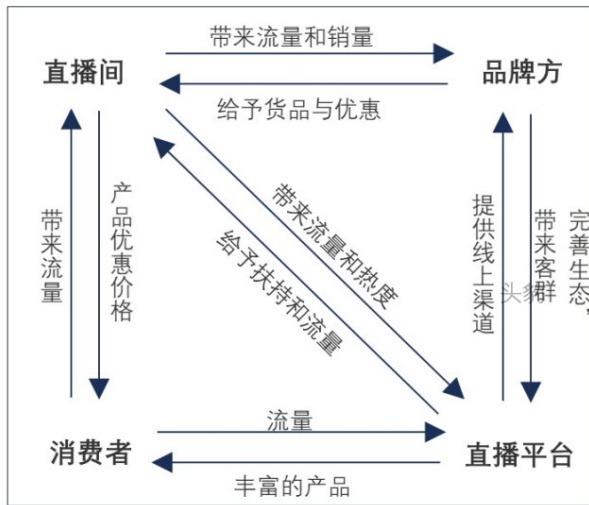 带来流量和销量
直播间
品牌方
给予货品与优惠
带来流量
产品优惠价格
带来流量和热度
给予扶持和流量
提供线上渠道
带来客群
完善生态，
头豹
流量
消费者
直播平台
丰富的产品